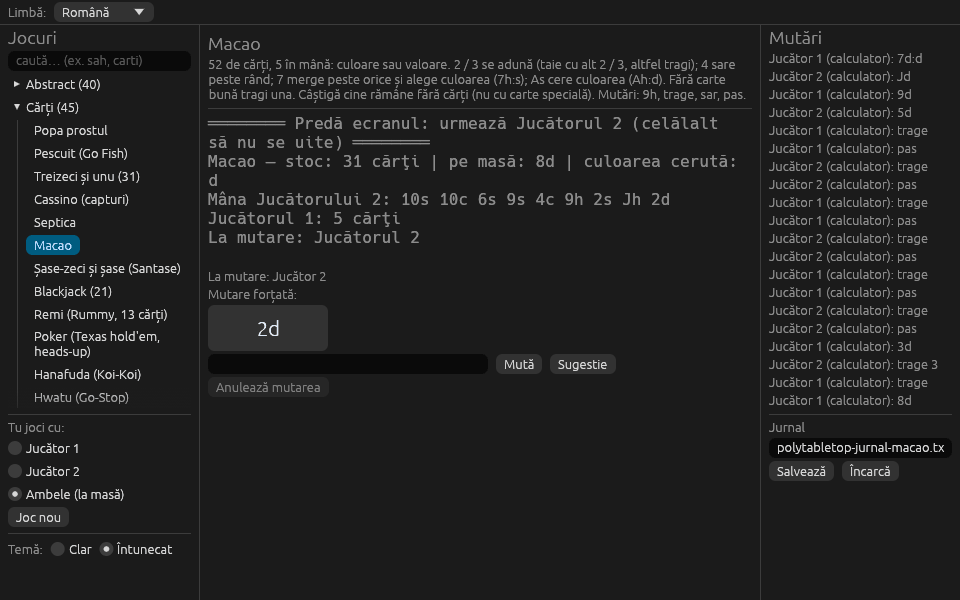 Limbă: Română
Jocuri
caută... (ex. sah, carti)
Abstract (40)
Cărți (45)
Popa prostul
Pescuit (Go Fish)
Treizeci și unu (31)
Cassino (capturi)
Septica
Macao
Șase-zeci și șase (Santase)
Blackjack (21)
Remi (Rummy, 13 cărți)
Poker (Texas hold'em,
heads-up)
Hanafuda (Koi-Koi)
Hwatu (Go-Stop)
Tu joci cu:
Jucător 1
Jucător 2
Ambele (la masă)
Joc nou
Temă: Clar Întunecat
Macao
52 de cărți, 5 în mână: culoare sau valoare. 2 / 3 se adună (taie cu alt 2 / 3, altfel tragi); 4 sare
peste rând; 7 merge peste orice și alege culoarea (7h:s); As cere culoarea (Ah:d). Fără carte
bună tragi una. Câștigă cine rămâne fără cărți (nu cu carte specială). Mutări: 9h, trage, sar, pas.
════════ Predă ecranul: urmează Jucătorul 2 (celălalt
să nu se uite) ════════
Macao — stoc: 31 cărți | pe masă: 8d | culoarea cerută:
d
Mâna Jucătorului 2: 10s 10c 6s 9s 4c 9h 2s Jh 2d
Jucătorul 1: 5 cărți
La mutare: Jucătorul 2
La mutare: Jucător 2
Mutare forțată:
2d
Mută Sugestie
Anulează mutarea
Mutări
Jucător 1 (calculator): 7d:d
Jucător 2 (calculator): Jd
Jucător 1 (calculator): 9d
Jucător 2 (calculator): 5d
Jucător 1 (calculator): trage
Jucător 1 (calculator): pas
Jucător 2 (calculator): trage
Jucător 2 (calculator): pas
Jucător 1 (calculator): trage
Jucător 1 (calculator): pas
Jucător 2 (calculator): trage
Jucător 2 (calculator): pas
Jucător 1 (calculator): trage
Jucător 1 (calculator): pas
Jucător 2 (calculator): trage
Jucător 2 (calculator): pas
Jucător 1 (calculator): 3d
Jucător 2 (calculator): trage 3
Jucător 1 (calculator): trage
Jucător 1 (calculator): 8d
Jurnal
polytabletop-jurnal-macao.tx
Salvează Încarcă